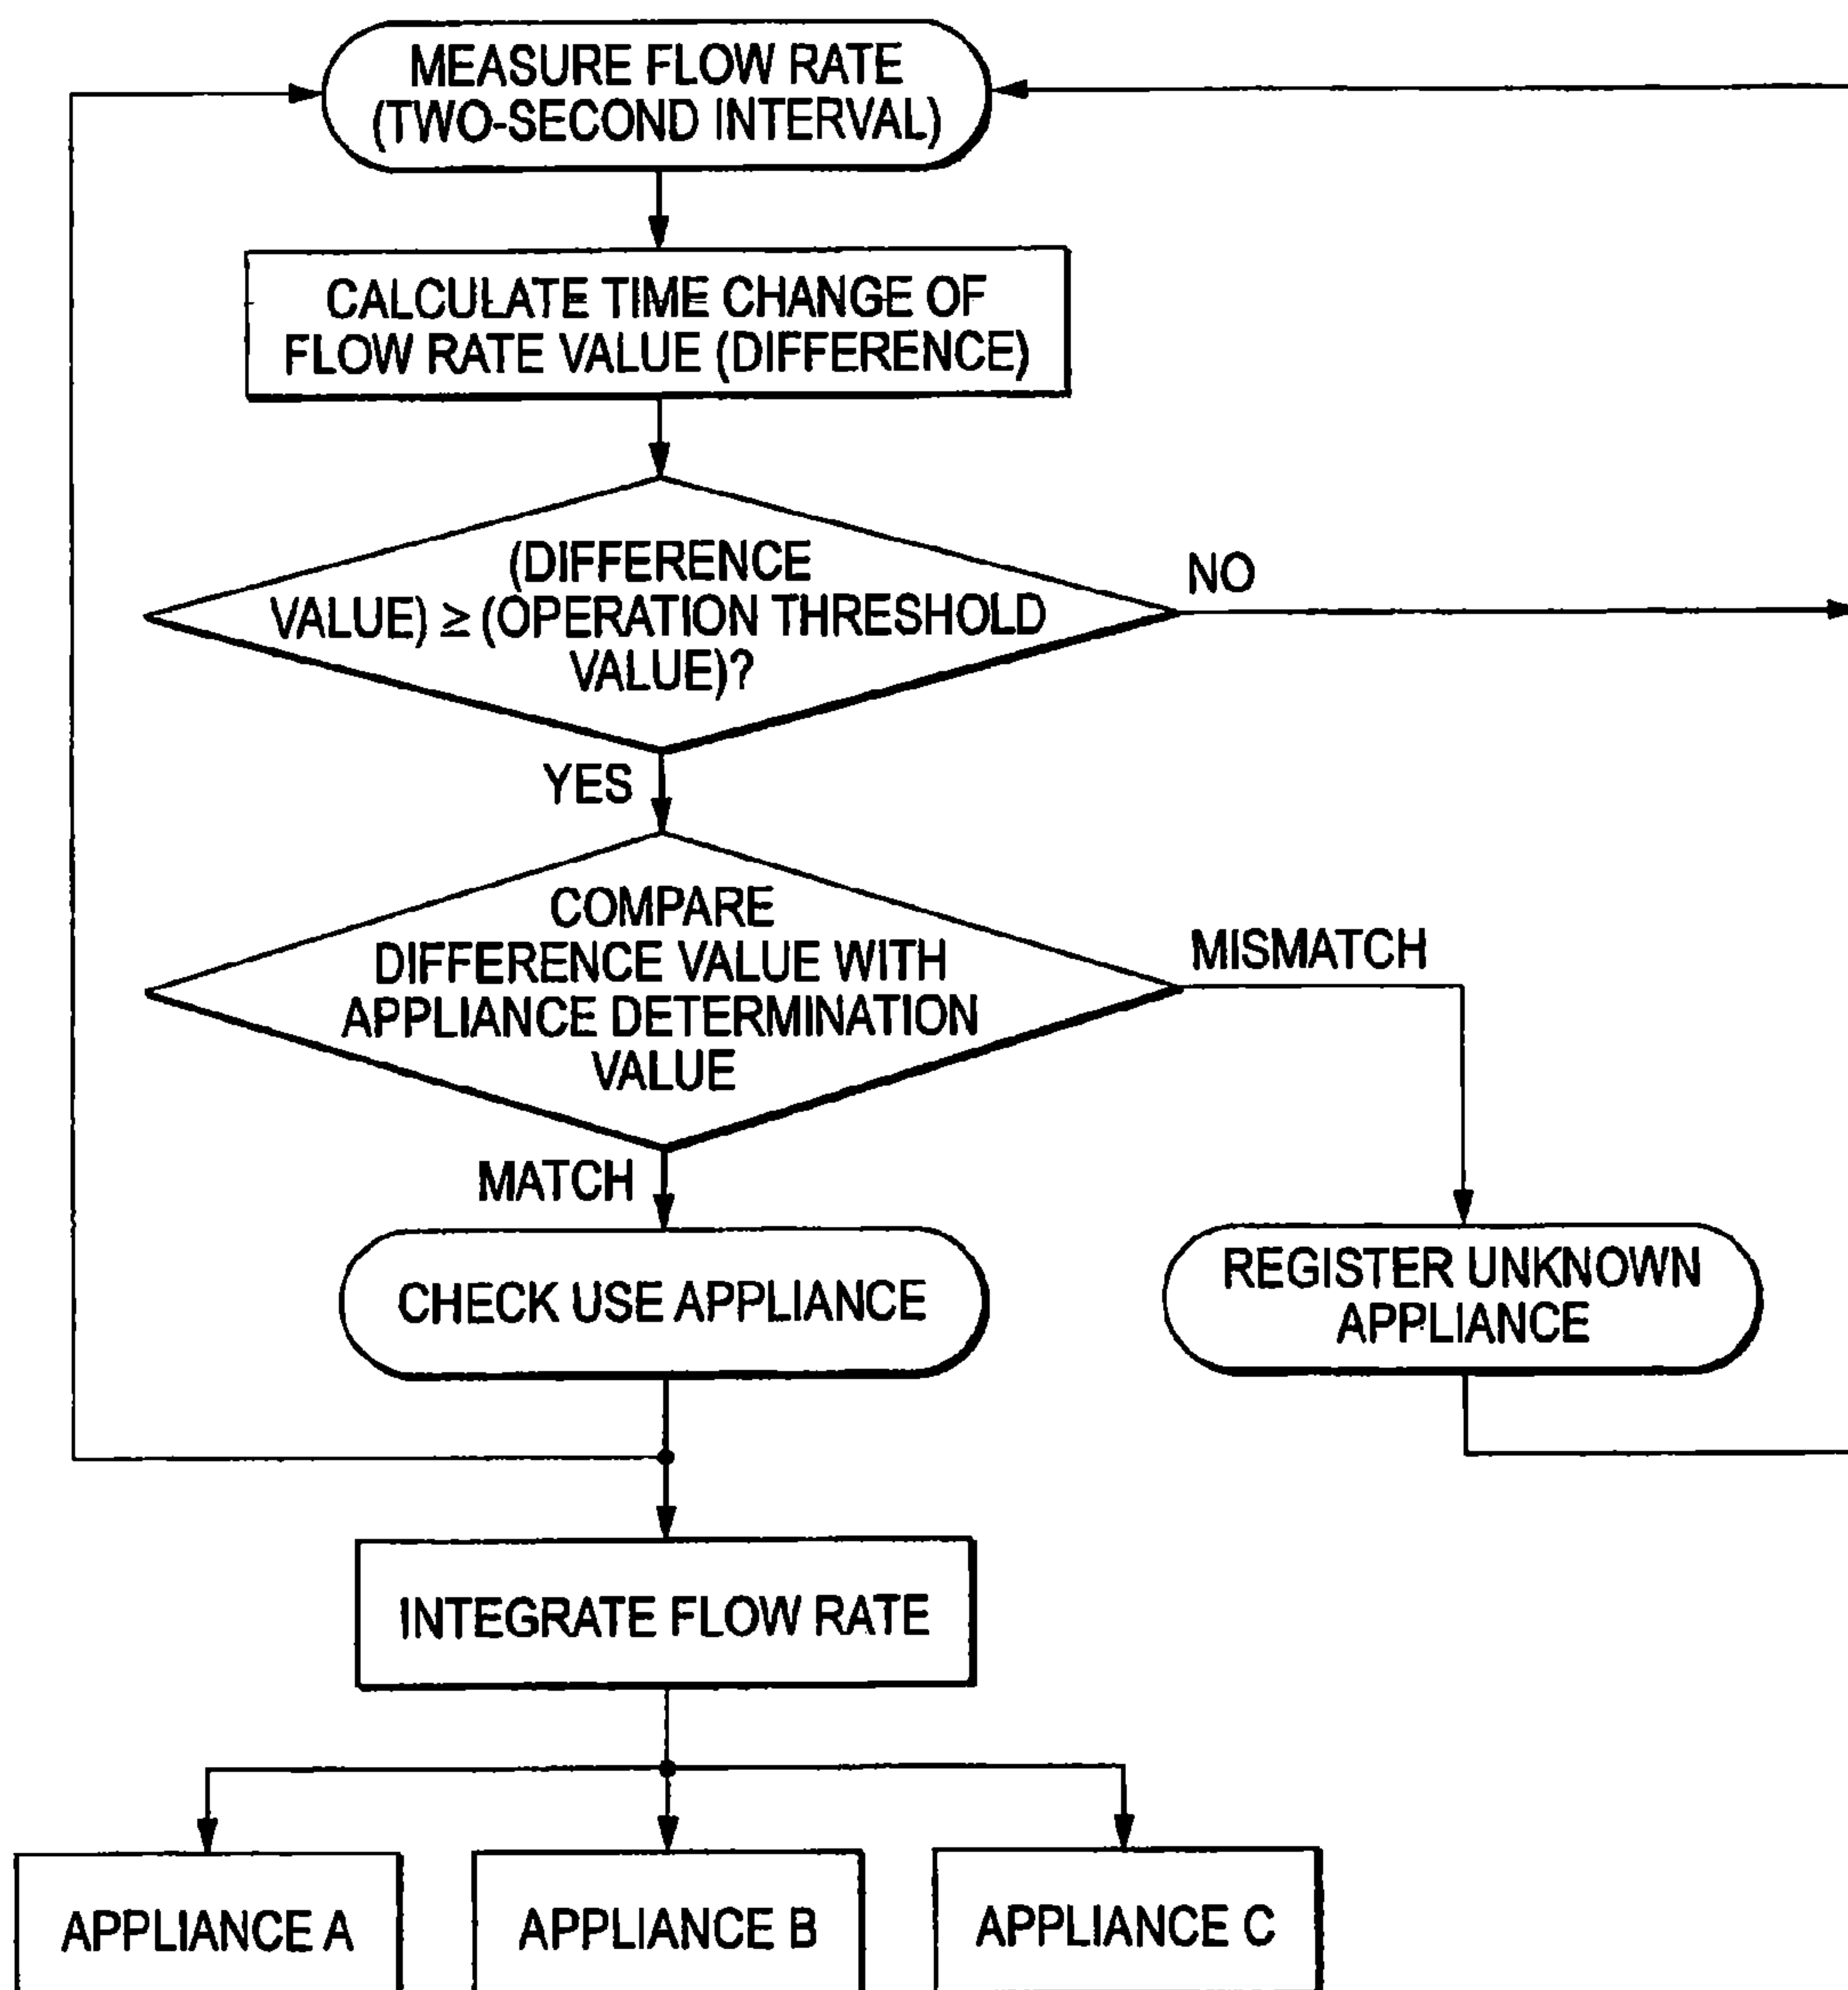 MEASURE FLOW RATE
(TWO-SECOND INTERVAL)
CALCULATE TIME CHANGE OF
FLOW RATE VALUE (DIFFERENCE)
(DIFFERENCE
VALUE) ≥ (OPERATION THRESHOLD
VALUE)?
NO
YES
COMPARE
DIFFERENCE VALUE WITH
APPLIANCE DETERMINATION
VALUE
MISMATCH
MATCH
CHECK USE APPLIANCE
REGISTER UNKNOWN
APPLIANCE
INTEGRATE FLOW RATE
APPLIANCE A
APPLIANCE B
APPLIANCE C